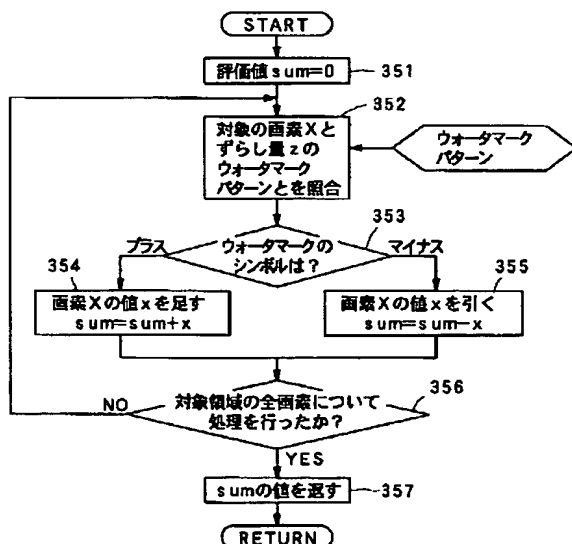 START
評価値sum=0
351
352
対象の画素Xと
ずらし量zの
ウォータマーク
パターンとを照合
ウォータマーク
パターン
353
プラス
ウォータマークの
シンボルは?
マイナス
354
355
画素Xの値xを足す
sum=sum+x
画素Xの値xを引く
sum=sum-x
356
NO
対象領域の全画素について
処理を行ったか?
YES
sumの値を返す
357
RETURN